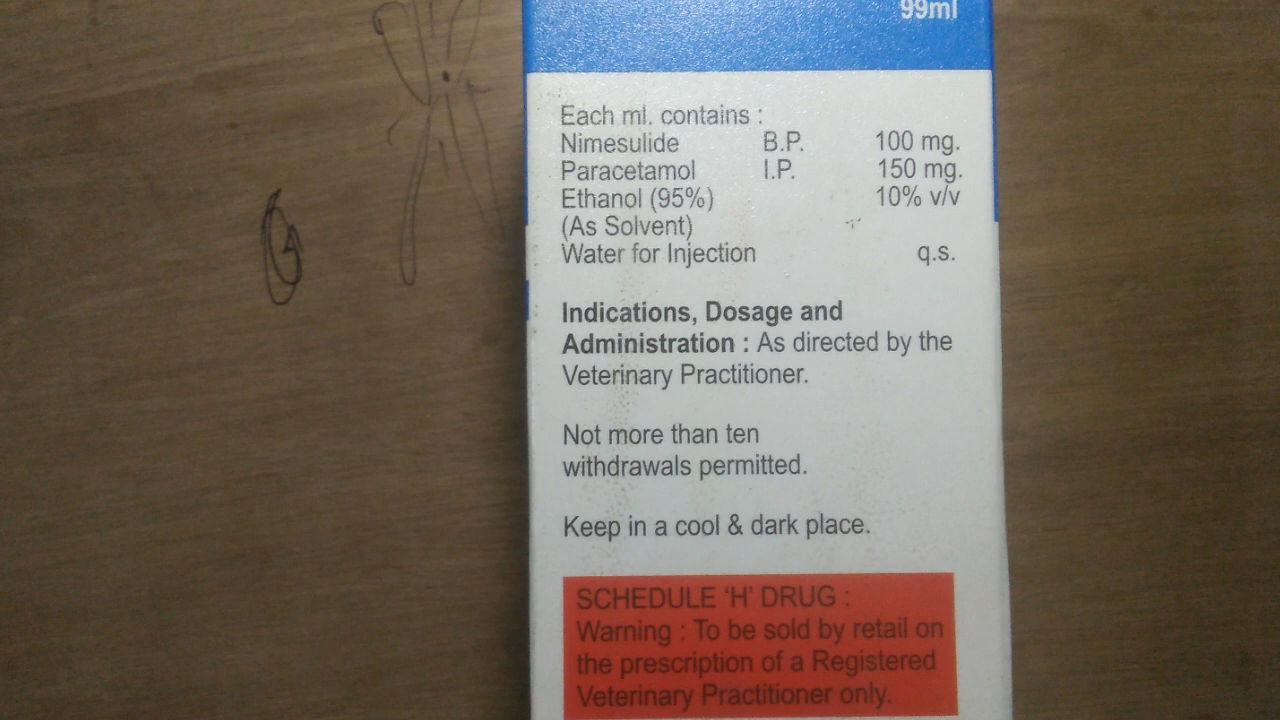 99ml
Each ml. contains :
Nimesulide B.P. 100 mg.
Paracetamol I.P. 150 mg.
Ethanol (95%) 10% v/v
(As Solvent)
Water for Injection q.s.
Indications, Dosage and
Administration : As directed by the
Veterinary Practitioner.
Not more than ten
withdrawals permitted.
Keep in a cool & dark place.
SCHEDULE 'H' DRUG :
Warning : To be sold by retail on
the prescription of a Registered
Veterinary Practitioner only.